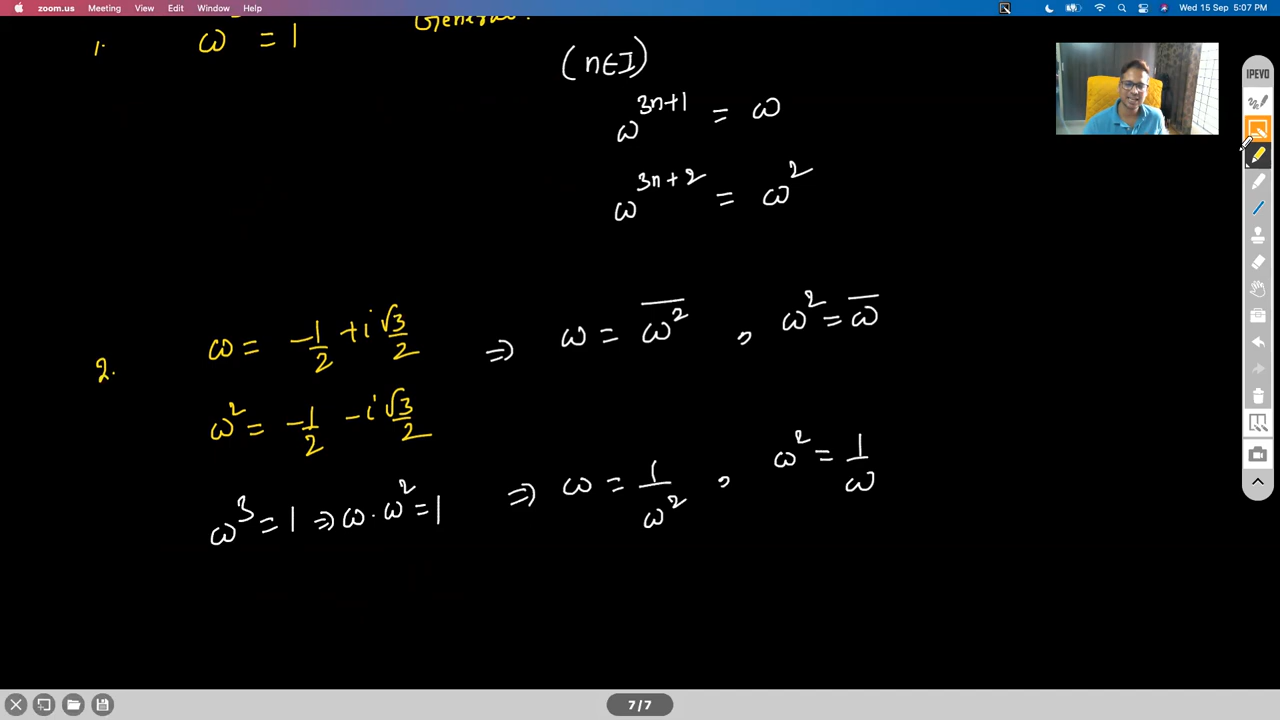 zoom.us Meeting View Edit Window Help Wed 15 Sep 5:07 PM
1. ω = 1 General:
(n∈I)
ω^{3n+1} = ω
ω^{3n+2} = ω^2
2. ω = -1/2 + i√3/2 ⇒ ω = \overline{ω^2} , ω^2 = \overline{ω}
ω^2 = -1/2 - i√3/2
ω^3 = 1 ⇒ ω·ω^2 = 1 ⇒ ω = 1/ω^2 , ω^2 = 1/ω
IPEVO
7/7